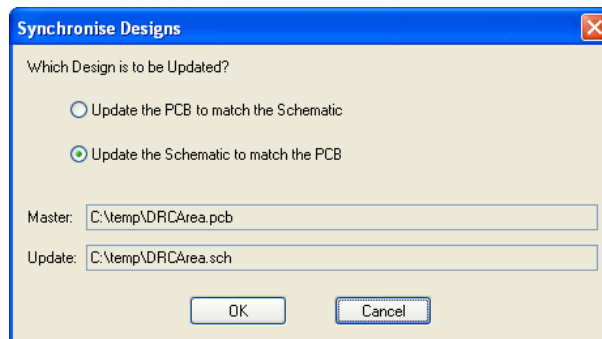 Synchronise Designs
Which Design is to be Updated?
Update the PCB to match the Schematic
Update the Schematic to match the PCB
Master: C:\temp\DRCArea.pcb
Update: C:\temp\DRCArea.sch
OK Cancel